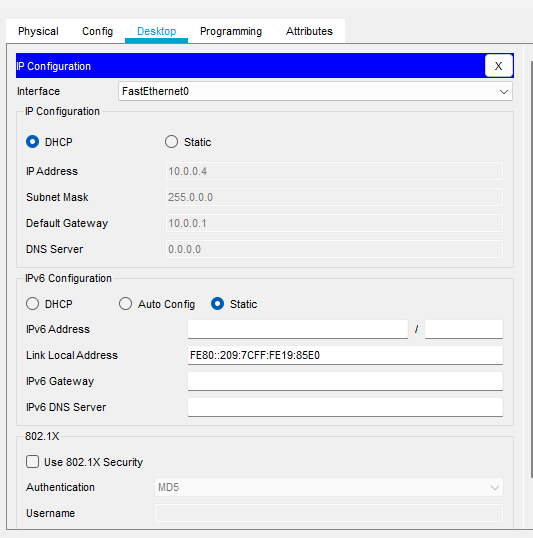 Physical Config Desktop Programming Attributes
IP Configuration X
Interface FastEthernet0
IP Configuration
DHCP Static
IP Address 10.0.0.4
Subnet Mask 255.0.0.0
Default Gateway 10.0.0.1
DNS Server 0.0.0.0
IPv6 Configuration
DHCP Auto Config Static
IPv6 Address /
Link Local Address FE80::209:7CFF:FE19:85E0
IPv6 Gateway
IPv6 DNS Server
802.1X
Use 802.1X Security
Authentication MD5
Username